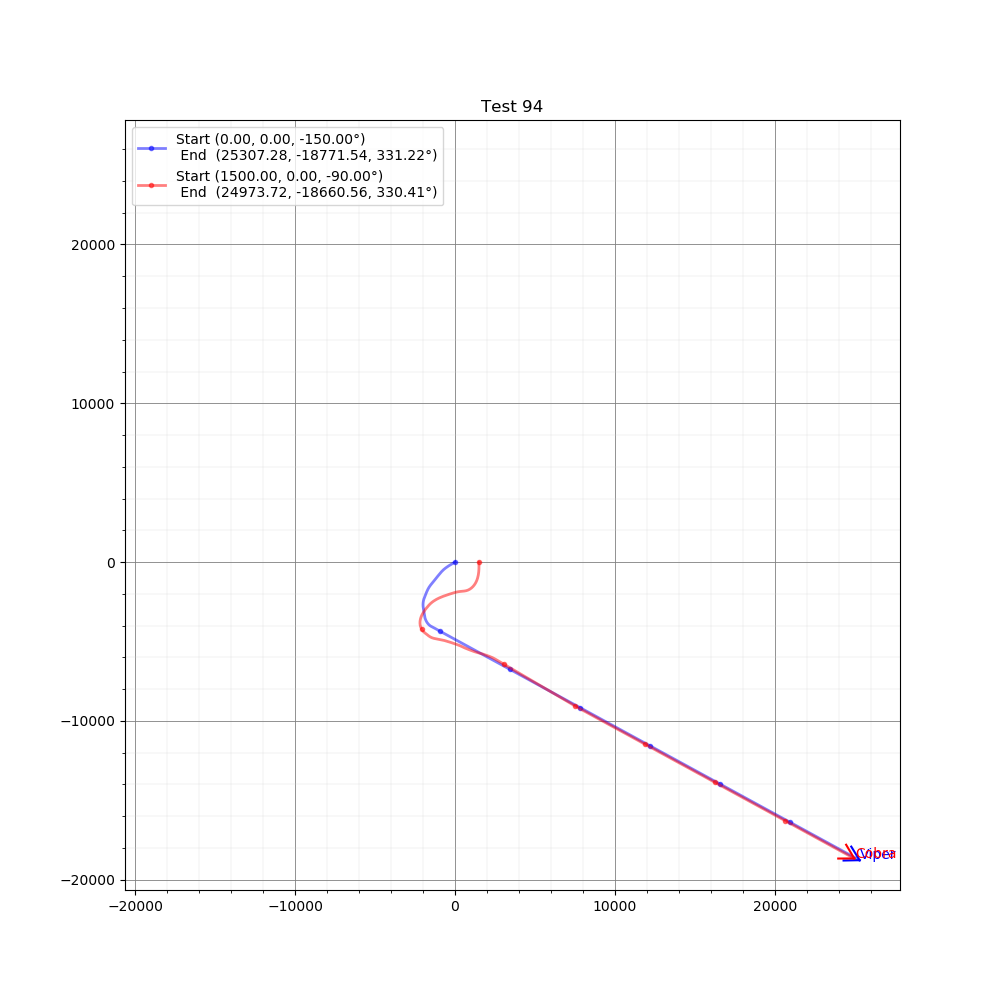 Test 94
Start (0.00, 0.00, -150.00°)
End (25307.28, -18771.54, 331.22°)
Start (1500.00, 0.00, -90.00°)
End (24973.72, -18660.56, 330.41°)
20000
10000
0
−10000
−20000
Cobra
Viper
−20000 −10000 0 10000 20000